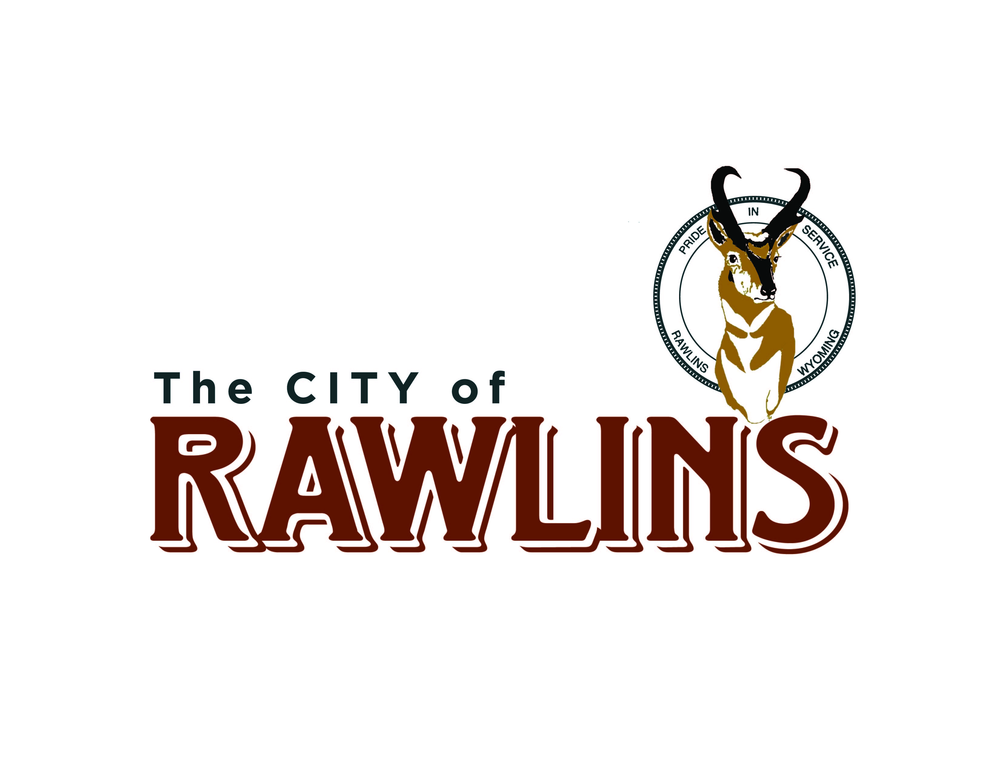 PRIDE IN SERVICE
RAWLINS WYOMING
The CITY of
RAWLINS